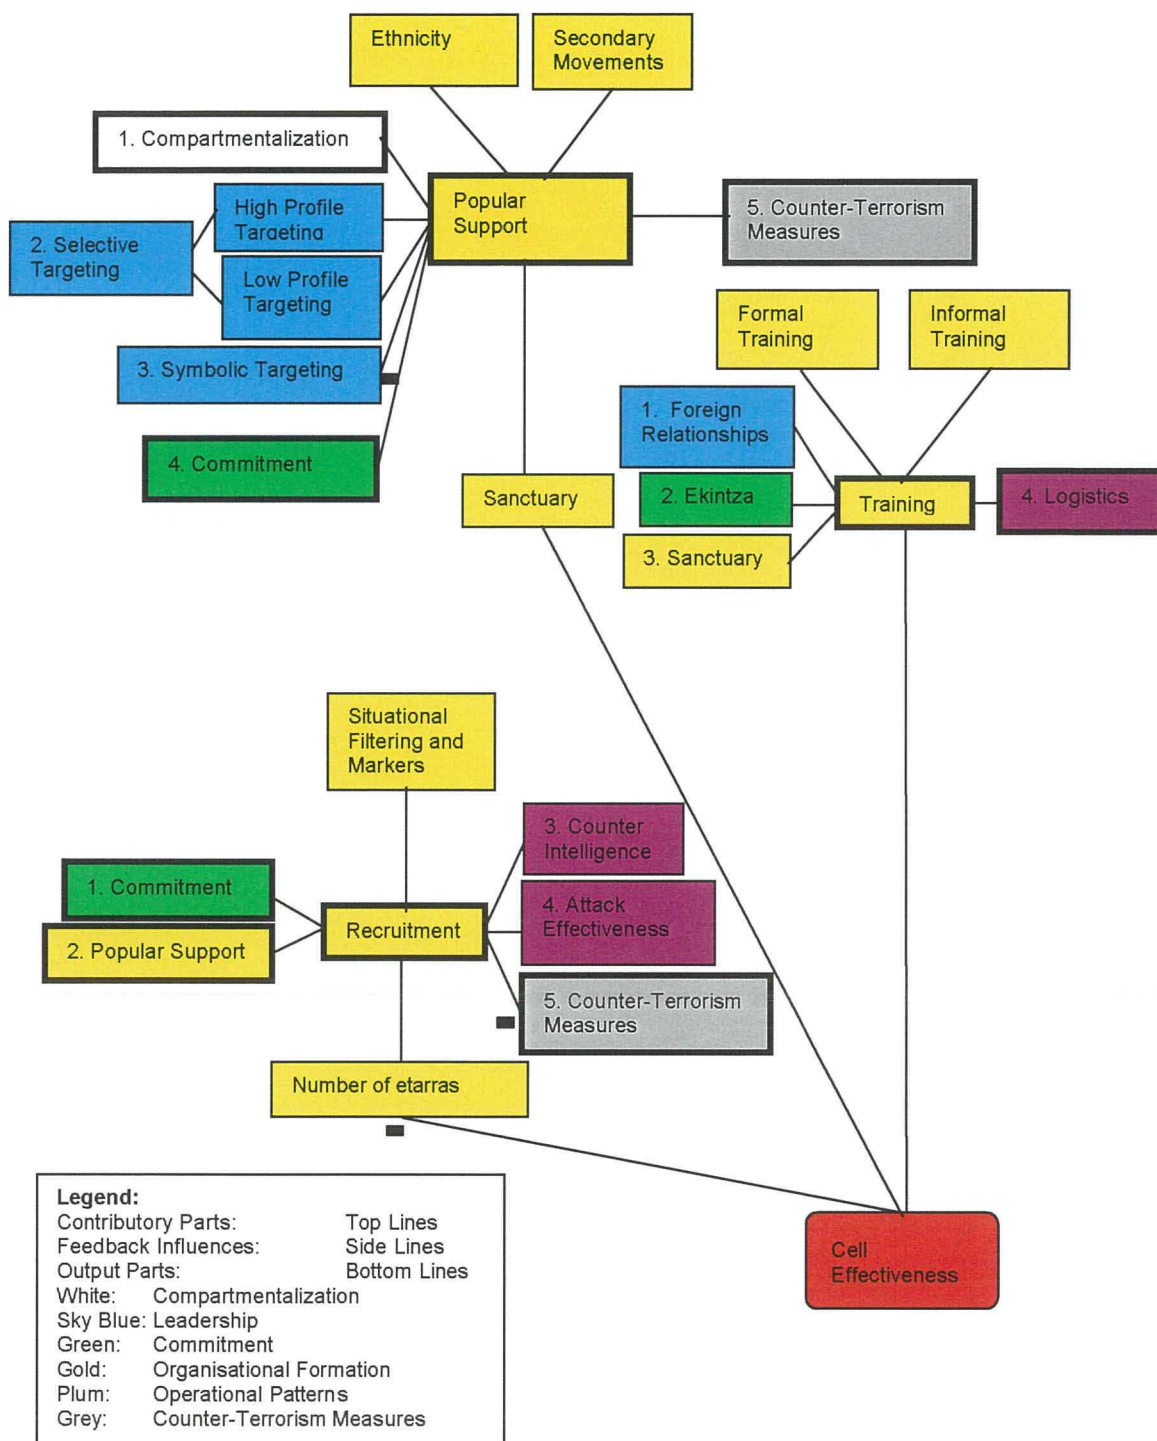 Ethnicity
Secondary
Movements
1. Compartmentalization
High Profile
Targeting
2. Selective
Targeting
Low Profile
Targeting
3. Symbolic Targeting
4. Commitment
Popular
Support
5. Counter-Terrorism
Measures
Formal
Training
Informal
Training
1. Foreign
Relationships
2. Ekintza
3. Sanctuary
Training
4. Logistics
Sanctuary
Situational
Filtering and
Markers
1. Commitment
2. Popular Support
Recruitment
3. Counter
Intelligence
4. Attack
Effectiveness
5. Counter-Terrorism
Measures
Number of etarras
Cell
Effectiveness
Legend:
Contributory Parts: Top Lines
Feedback Influences: Side Lines
Output Parts: Bottom Lines
White: Compartmentalization
Sky Blue: Leadership
Green: Commitment
Gold: Organisational Formation
Plum: Operational Patterns
Grey: Counter-Terrorism Measures